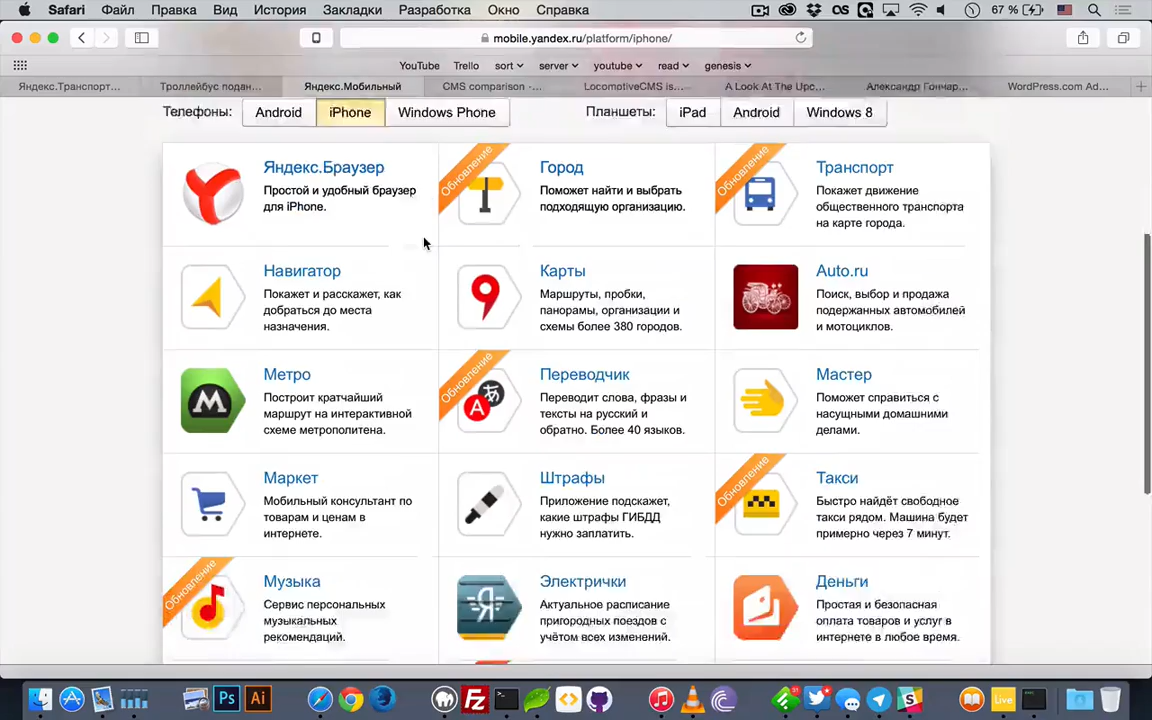 Safari Файл Правка Вид История Закладки Разработка Окно Справка 67 %
mobile.yandex.ru/platform/iphone/
YouTube Trello sort server youtube read genesis
Яндекс.Транспорт... Троллейбус подан... Яндекс.Мобильный CMS comparison -... LocomotiveCMS is... A Look At The Upc... Александр Гончар... WordPress.com Ad...
Телефоны: Android iPhone Windows Phone Планшеты: iPad Android Windows 8
Яндекс.Браузер
Простой и удобный браузер
для iPhone.
Обновление
Город
Поможет найти и выбрать
подходящую организацию.
Обновление
Транспорт
Покажет движение
общественного транспорта
на карте города.
Навигатор
Покажет и расскажет, как
добраться до места
назначения.
Карты
Маршруты, пробки,
панорамы, организации и
схемы более 380 городов.
Auto.ru
Поиск, выбор и продажа
подержанных автомобилей
и мотоциклов.
Метро
Построит кратчайший
маршрут на интерактивной
схеме метрополитена.
Обновление
Переводчик
Переводит слова, фразы и
тексты на русский и
обратно. Более 40 языков.
Мастер
Поможет справиться с
насущными домашними
делами.
Маркет
Мобильный консультант по
товарам и ценам в
интернете.
Штрафы
Приложение подскажет,
какие штрафы ГИБДД
нужно заплатить.
Обновление
Такси
Быстро найдёт свободное
такси рядом. Машина будет
примерно через 7 минут.
Обновление
Музыка
Сервис персональных
музыкальных
рекомендаций.
Электрички
Актуальное расписание
пригородных поездов с
учётом всех изменений.
Деньги
Простая и безопасная
оплата товаров и услуг в
интернете в любое время.
Ps Ai Fz Live